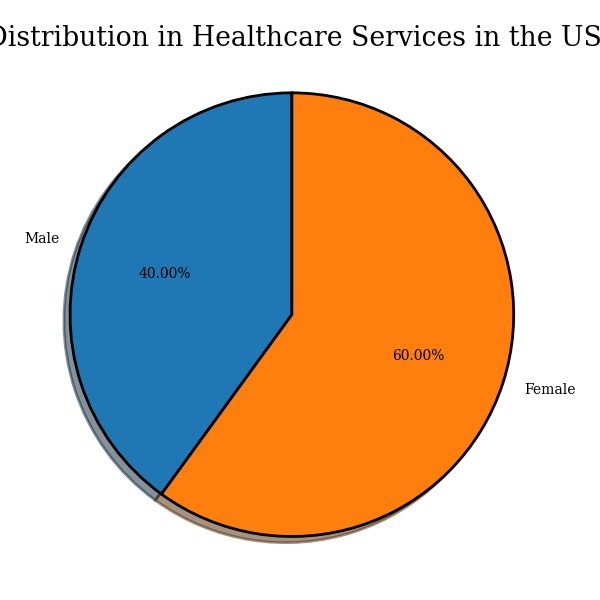 Distribution in Healthcare Services in the US
Male
40.00%
60.00%
Female